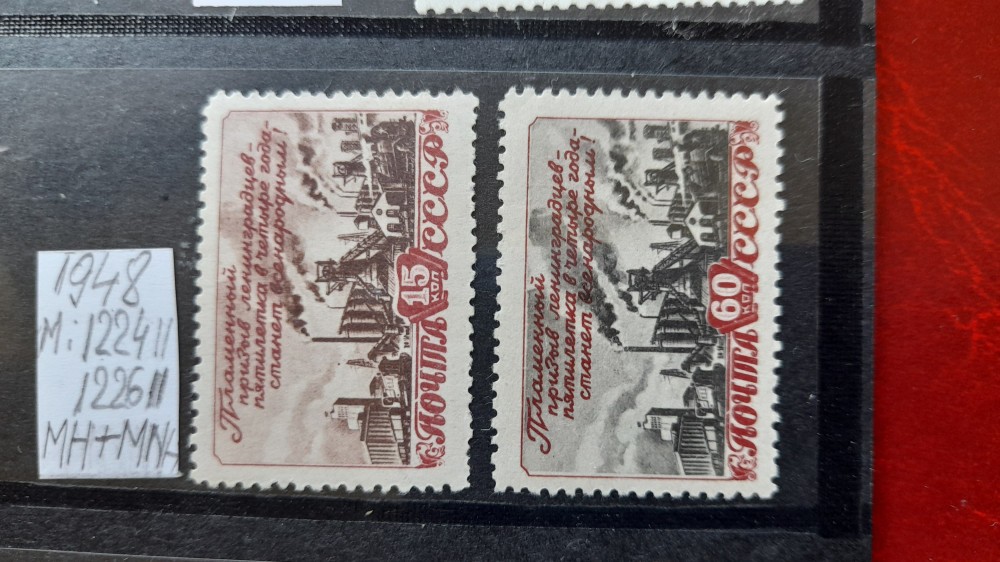 1948
М: 1224 II
1226 II
MH+MNH
Пламенный
призыв ленинградцев-
пятилетка в четыре года-
станет всенародным!
15
КОП
ПОЧТА СССР
Пламенный
призыв ленинградцев-
пятилетка в четыре года-
станет всенародным!
60
КОП
ПОЧТА СССР